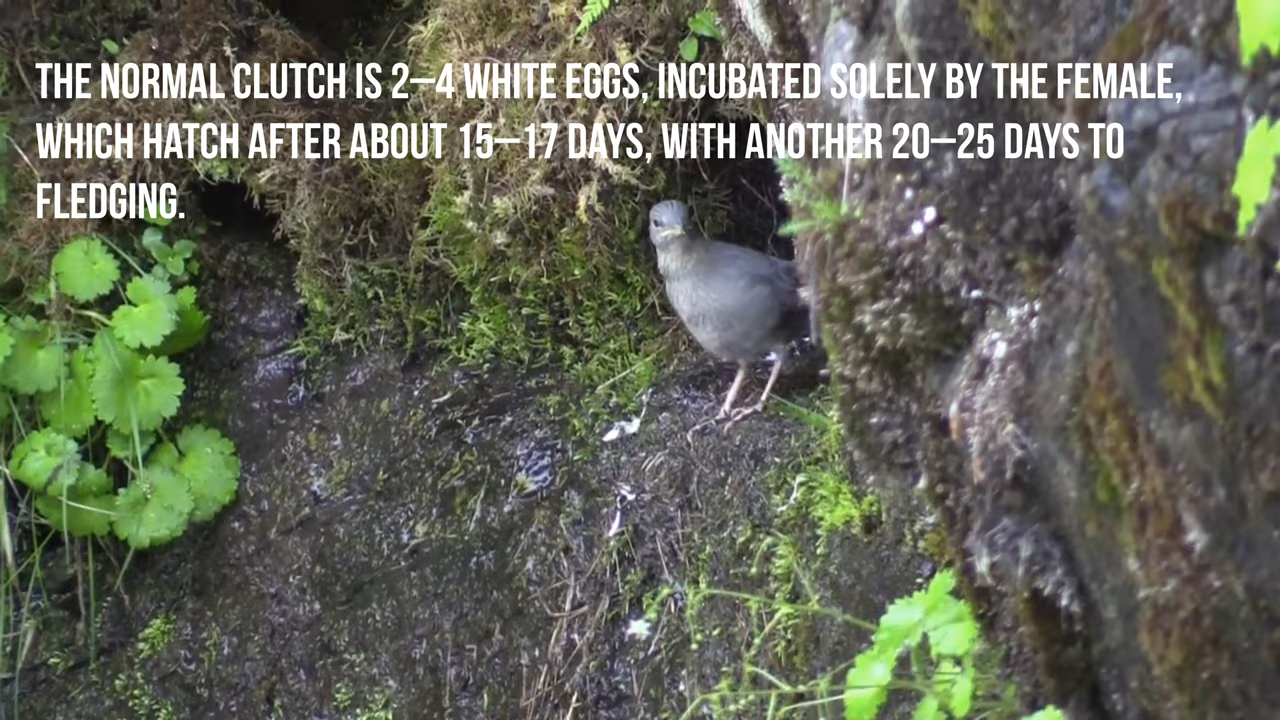 THE NORMAL CLUTCH IS 2–4 WHITE EGGS, INCUBATED SOLELY BY THE FEMALE,
WHICH HATCH AFTER ABOUT 15–17 DAYS, WITH ANOTHER 20–25 DAYS TO
FLEDGING.